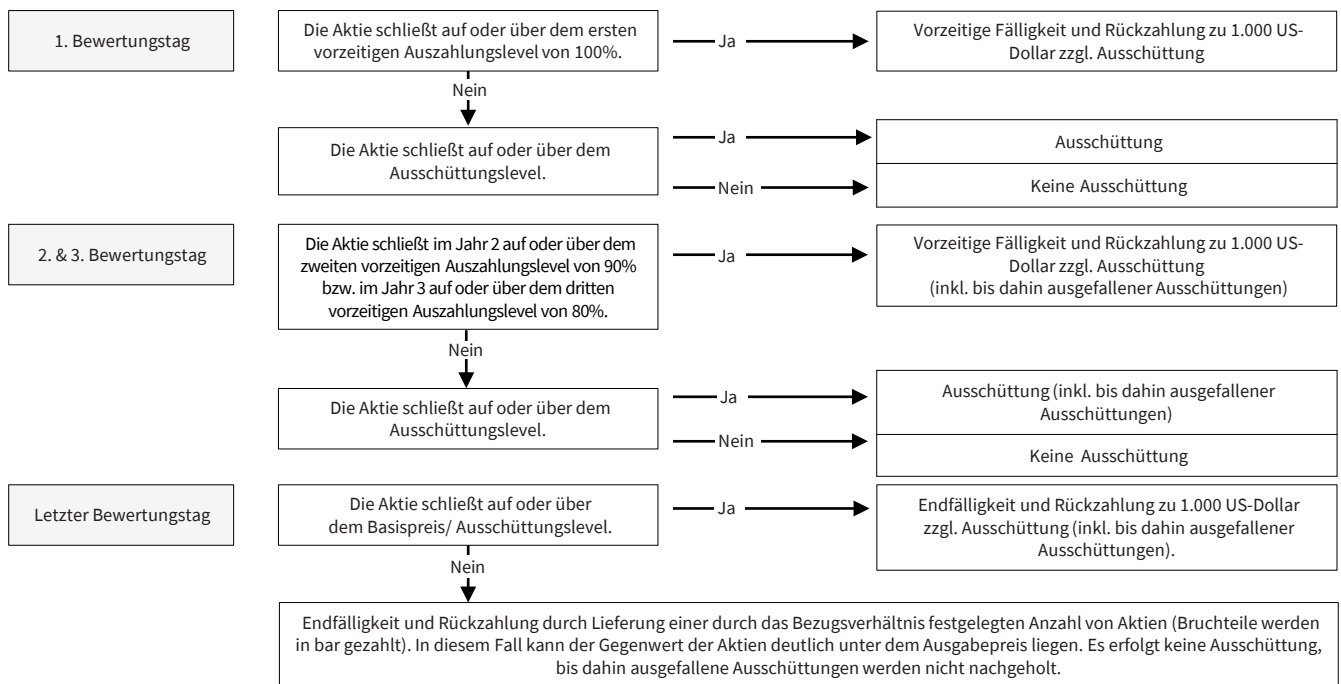 1. Bewertungstag
Die Aktie schließt auf oder über dem ersten
vorzeitigen Auszahlungslevel von 100%.
Ja
Vorzeitige Fälligkeit und Rückzahlung zu 1.000 US-
Dollar zzgl. Ausschüttung
Nein
Die Aktie schließt auf oder über dem
Ausschüttungslevel.
Ja
Ausschüttung
Nein
Keine Ausschüttung
2. & 3. Bewertungstag
Die Aktie schließt im Jahr 2 auf oder über dem
zweiten vorzeitigen Auszahlungslevel von 90%
bzw. im Jahr 3 auf oder über dem dritten
vorzeitigen Auszahlungslevel von 80%.
Ja
Vorzeitige Fälligkeit und Rückzahlung zu 1.000 US-
Dollar zzgl. Ausschüttung
(inkl. bis dahin ausgefallener Ausschüttungen)
Nein
Die Aktie schließt auf oder über dem
Ausschüttungslevel.
Ja
Ausschüttung (inkl. bis dahin ausgefallener
Ausschüttungen)
Nein
Keine Ausschüttung
Letzter Bewertungstag
Die Aktie schließt auf oder über
dem Basispreis/ Ausschüttungslevel.
Ja
Endfälligkeit und Rückzahlung zu 1.000 US-Dollar
zzgl. Ausschüttung (inkl. bis dahin ausgefallener
Ausschüttungen).
Nein
Endfälligkeit und Rückzahlung durch Lieferung einer durch das Bezugsverhältnis festgelegten Anzahl von Aktien (Bruchteile werden
in bar gezahlt). In diesem Fall kann der Gegenwert der Aktien deutlich unter dem Ausgabepreis liegen. Es erfolgt keine Ausschüttung,
bis dahin ausgefallene Ausschüttungen werden nicht nachgeholt.